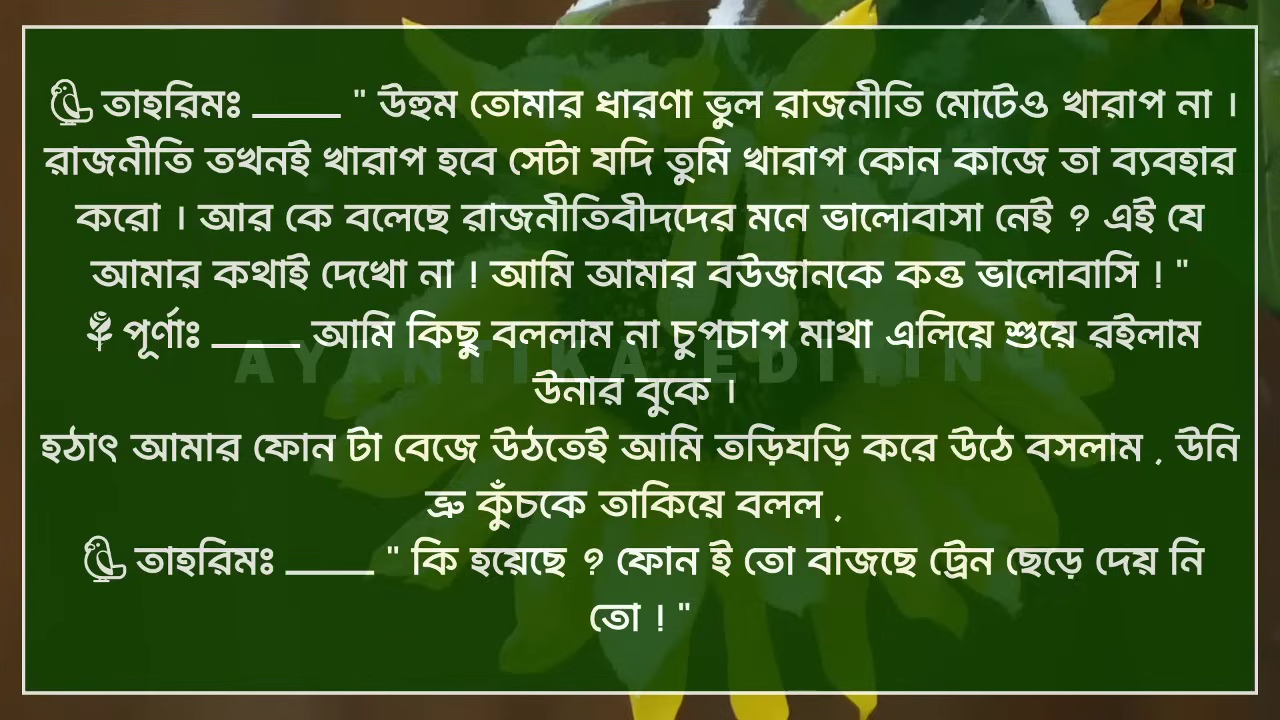 তাহরিমঃ ____ " উহুম তোমার ধারণা ভুল রাজনীতি মোটেও খারাপ না ।
রাজনীতি তখনই খারাপ হবে সেটা যদি তুমি খারাপ কোন কাজে তা ব্যবহার
করো । আর কে বলেছে রাজনীতিবীদদের মনে ভালোবাসা নেই ? এই যে
আমার কথাই দেখো না ! আমি আমার বউজানকে কত্ত ভালোবাসি ! "
পূর্ণাঃ ____ আমি কিছু বললাম না চুপচাপ মাথা এলিয়ে শুয়ে রইলাম
উনার বুকে ।
AYANTIKA EDITING
হঠাৎ আমার ফোন টা বেজে উঠতেই আমি তড়িঘড়ি করে উঠে বসলাম , উনি
ভ্রু কুঁচকে তাকিয়ে বলল ,
তাহরিমঃ ____ " কি হয়েছে ? ফোন ই তো বাজছে ট্রেন ছেড়ে দেয় নি
তো ! "